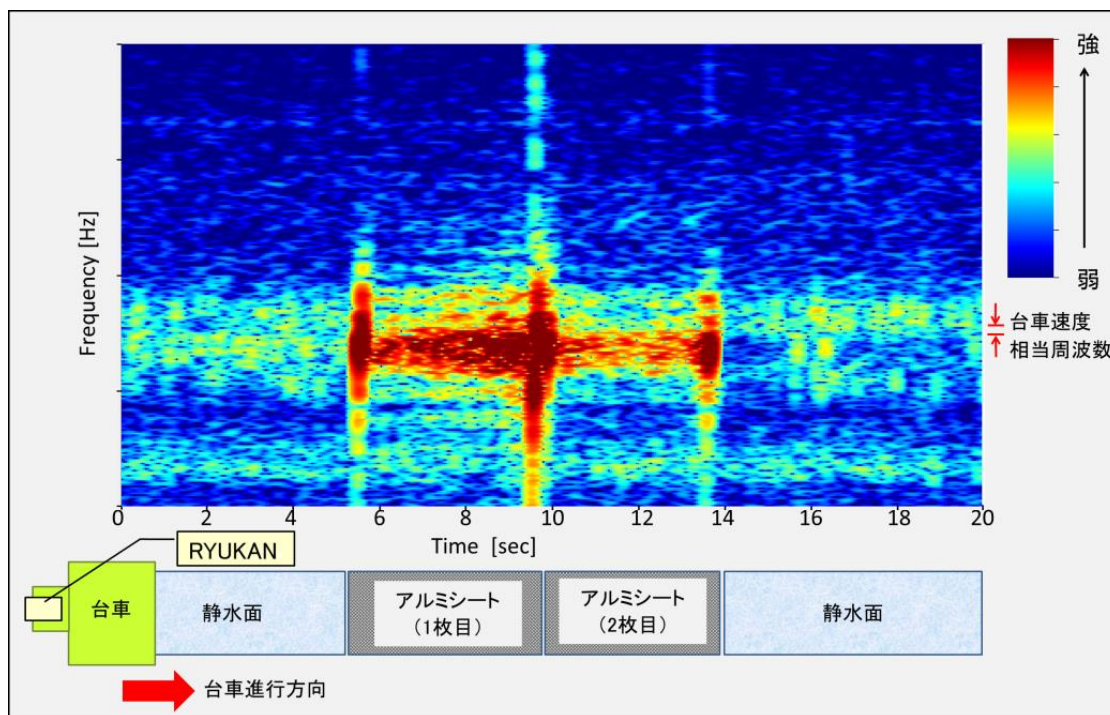 強
弱
台車速度
相当周波数
Frequency [Hz]
0 2 4 6 8 10 12 14 16 18 20
Time [sec]
RYUKAN
台車
静水面
アルミシート
(1枚目)
アルミシート
(2枚目)
静水面
台車進行方向